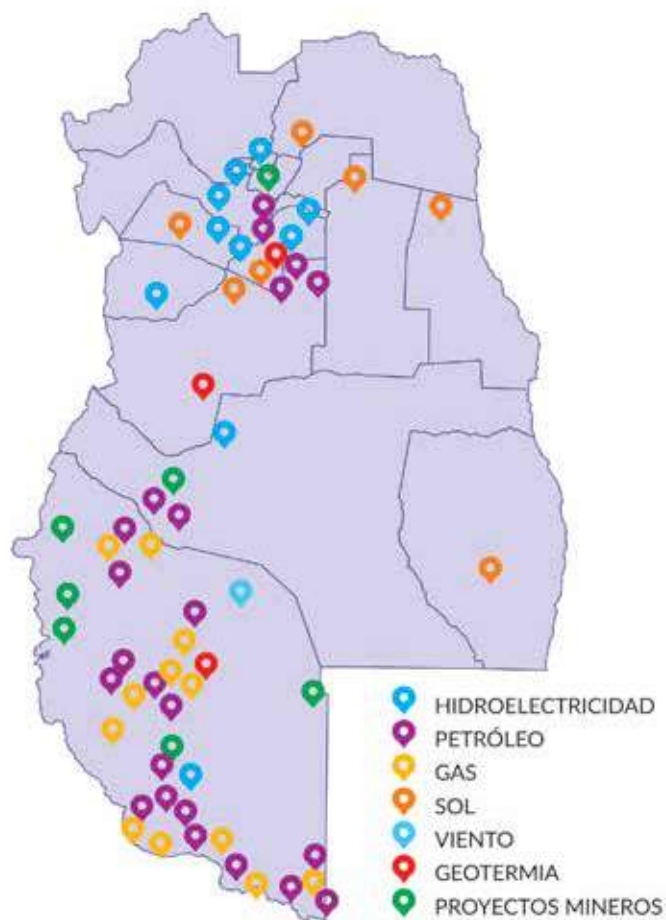 HIDROELECTRICIDAD
PETRÓLEO
GAS
SOL
VIENTO
GEOTERMIA
PROYECTOS MINEROS